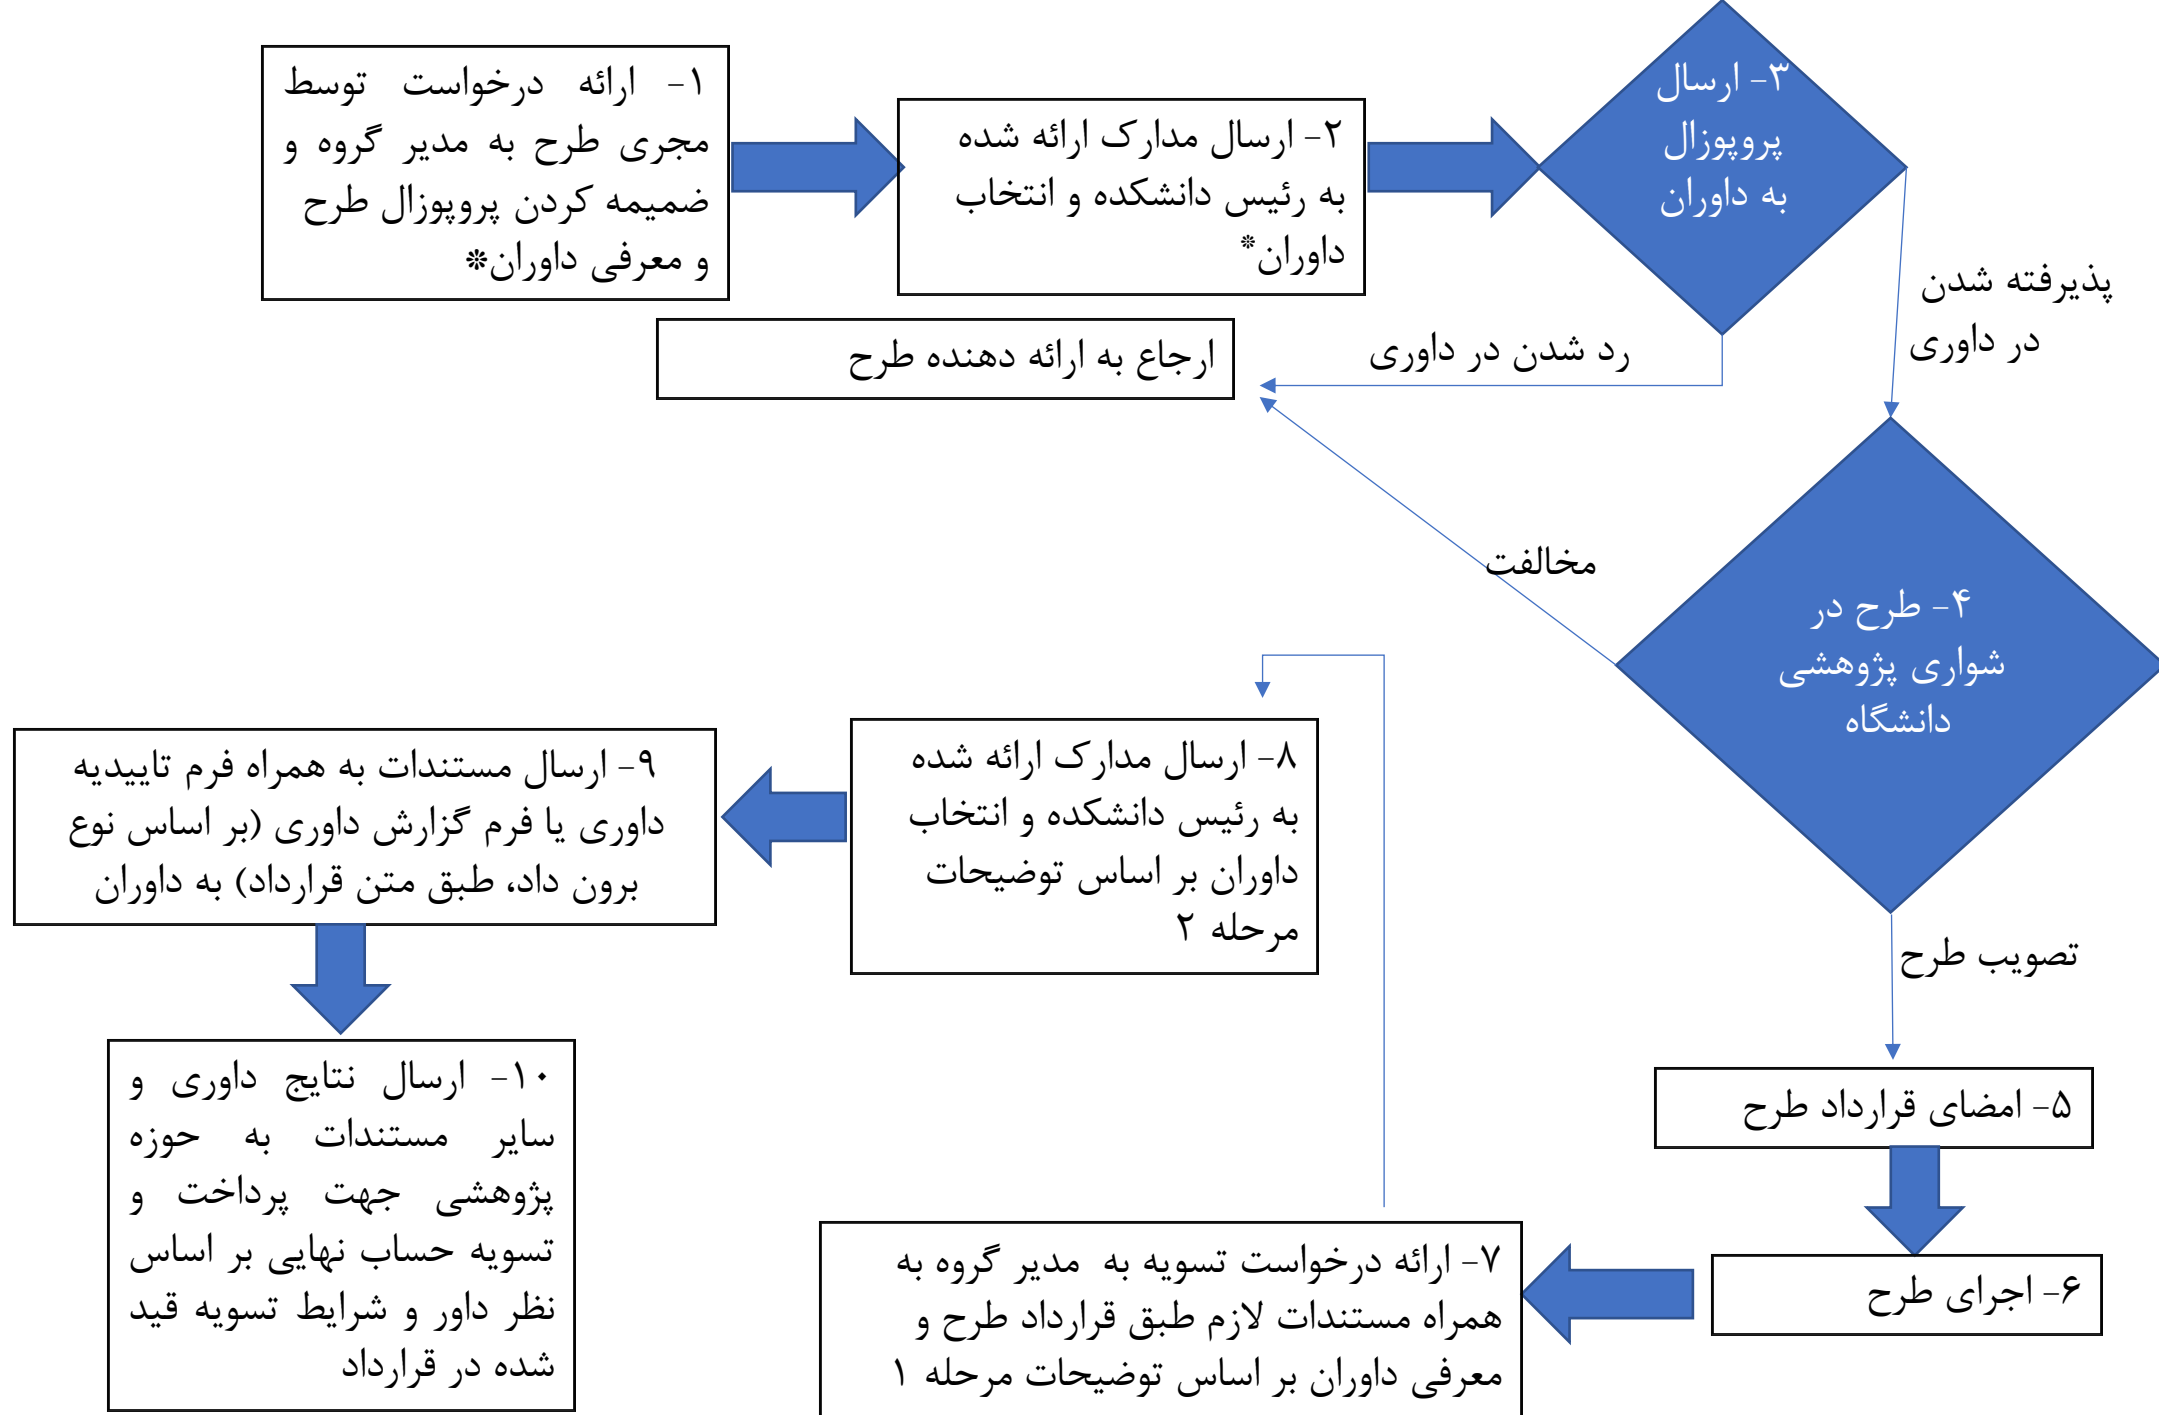 ۱- ارائه درخواست توسط
مجری طرح به مدیر گروه و
ضمیمه کردن پروپوزال طرح
و معرفی داوران*
۲- ارسال مدارک ارائه شده
به رئیس دانشکده و انتخاب
داوران*
۳- ارسال
پروپوزال
به داوران
پذیرفته شدن
در داوری
رد شدن در داوری
ارجاع به ارائه دهنده طرح
مخالفت
۴- طرح در
شواری پژوهشی
دانشگاه
تصویب طرح
۵- امضای قرارداد طرح
۶- اجرای طرح
۷- ارائه درخواست تسویه به مدیر گروه به
همراه مستندات لازم طبق قرارداد طرح و
معرفی داوران بر اساس توضیحات مرحله ۱
۸- ارسال مدارک ارائه شده
به رئیس دانشکده و انتخاب
داوران بر اساس توضیحات
مرحله ۲
۹- ارسال مستندات به همراه فرم تاییدیه
داوری یا فرم گزارش داوری (بر اساس نوع
برون داد، طبق متن قرارداد) به داوران
۱۰- ارسال نتایج داوری و
سایر مستندات به حوزه
پژوهشی جهت پرداخت و
تسویه حساب نهایی بر اساس
نظر داور و شرایط تسویه قید
شده در قرارداد